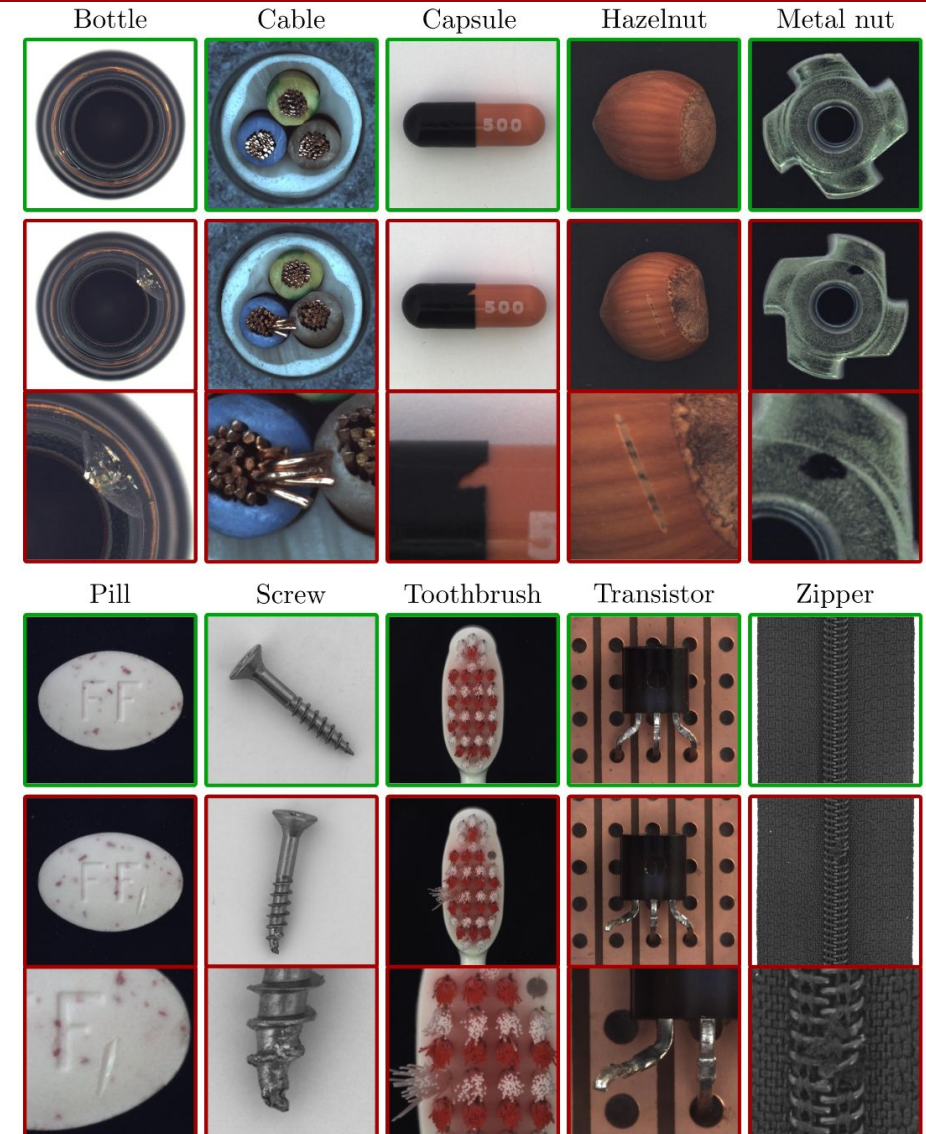 Bottle Cable Capsule Hazelnut Metal nut
500
500
Pill Screw Toothbrush Transistor Zipper
FF
FF
F